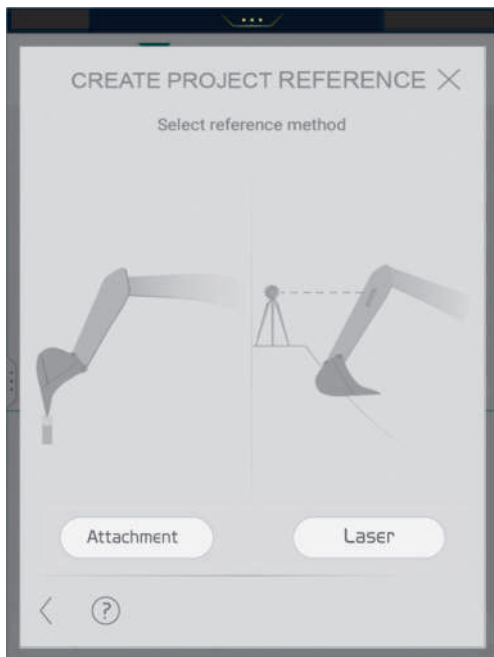 CREATE PROJECT REFERENCE
Select reference method
Attachment
Laser
?